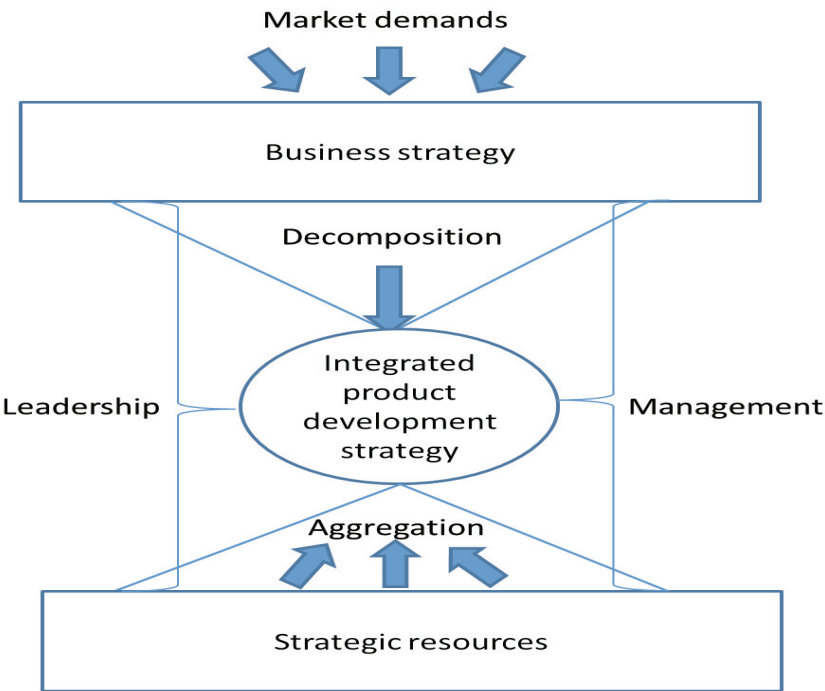 Market demands
Business strategy
Decomposition
Integrated
product
development
strategy
Leadership
Management
Aggregation
Strategic resources